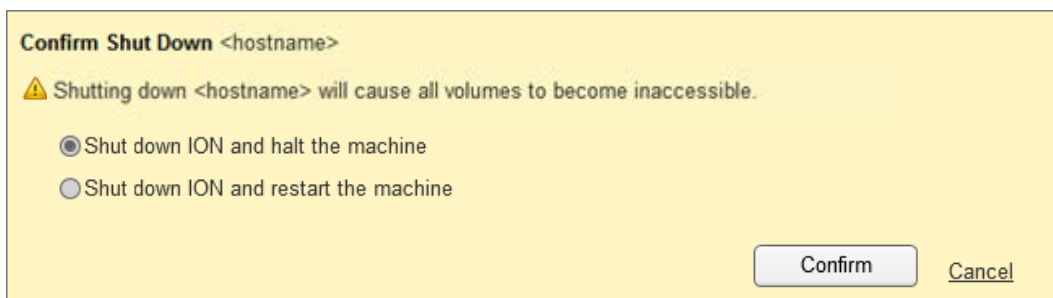 Confirm Shut Down <hostname>
Shutting down <hostname> will cause all volumes to become inaccessible.
Shut down ION and halt the machine
Shut down ION and restart the machine
Confirm Cancel